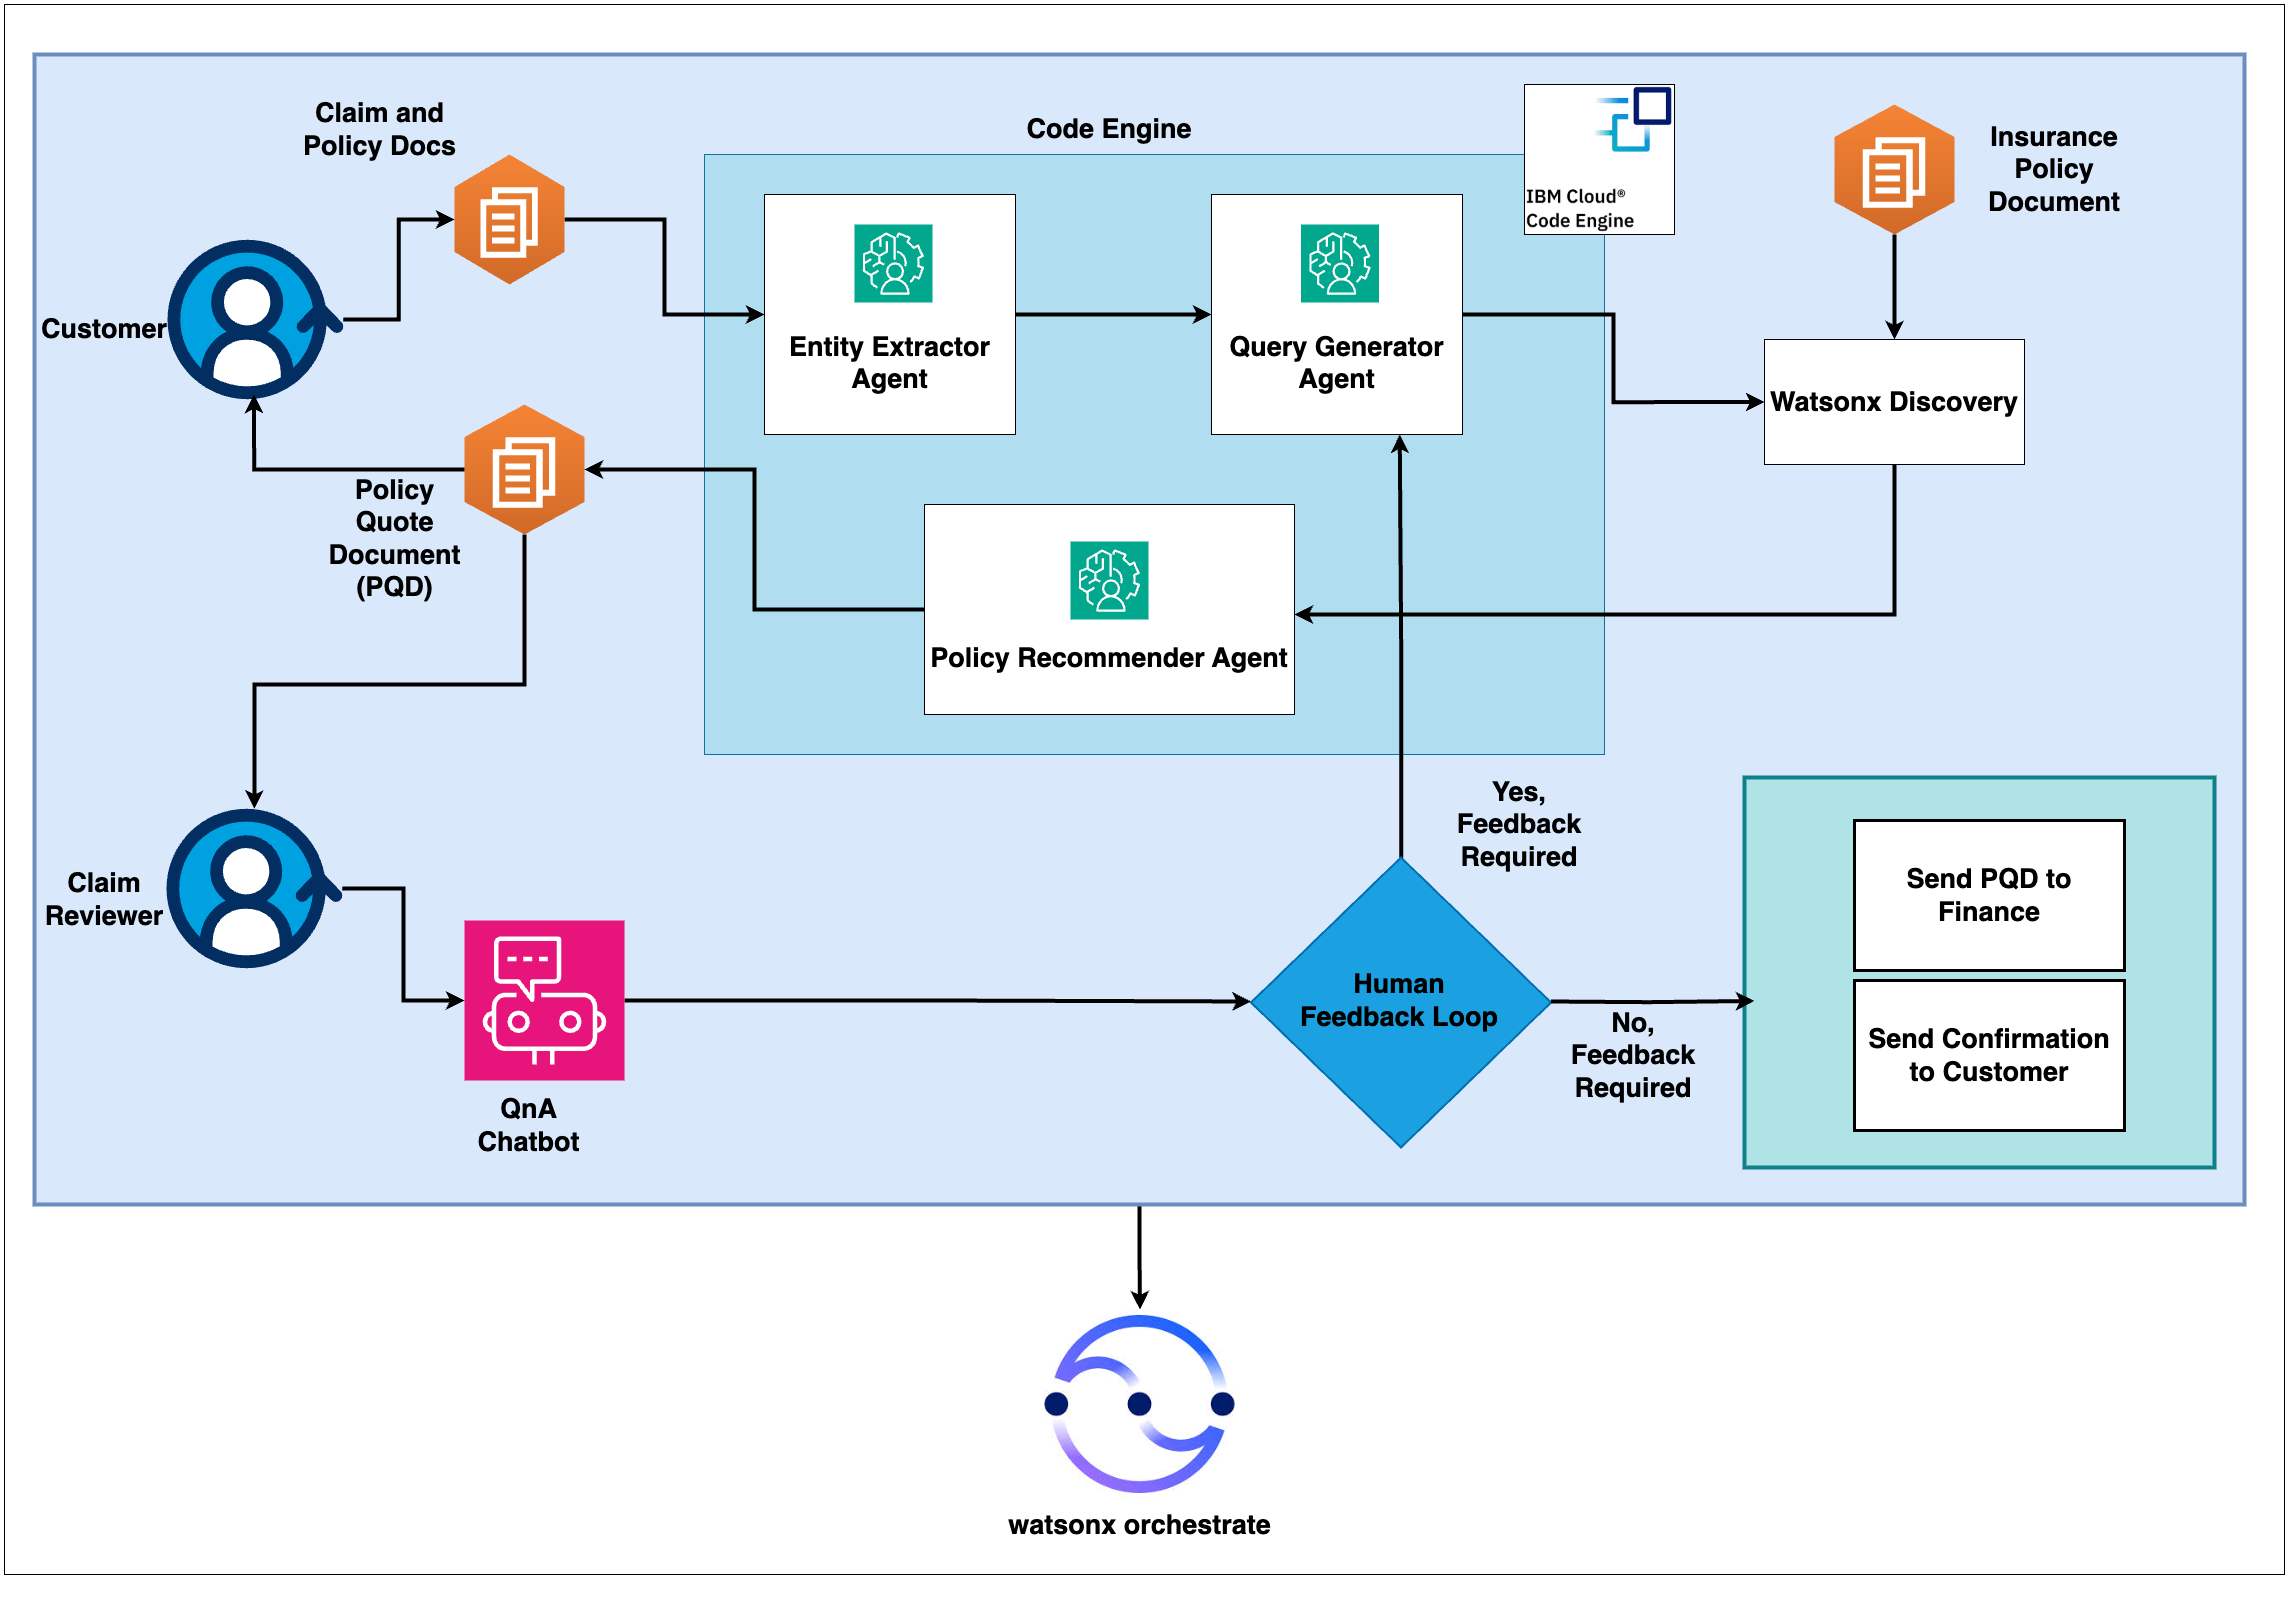 Claim and
Policy Docs
Code Engine
IBM Cloud®
Code Engine
Insurance
Policy
Document
Customer
Entity Extractor
Agent
Query Generator
Agent
Watsonx Discovery
Policy
Quote
Document
(PQD)
Policy Recommender Agent
Yes,
Feedback
Required
Claim
Reviewer
Send PQD to
Finance
Human
Feedback Loop
No,
Feedback
Required
Send Confirmation
to Customer
QnA
Chatbot
watsonx orchestrate